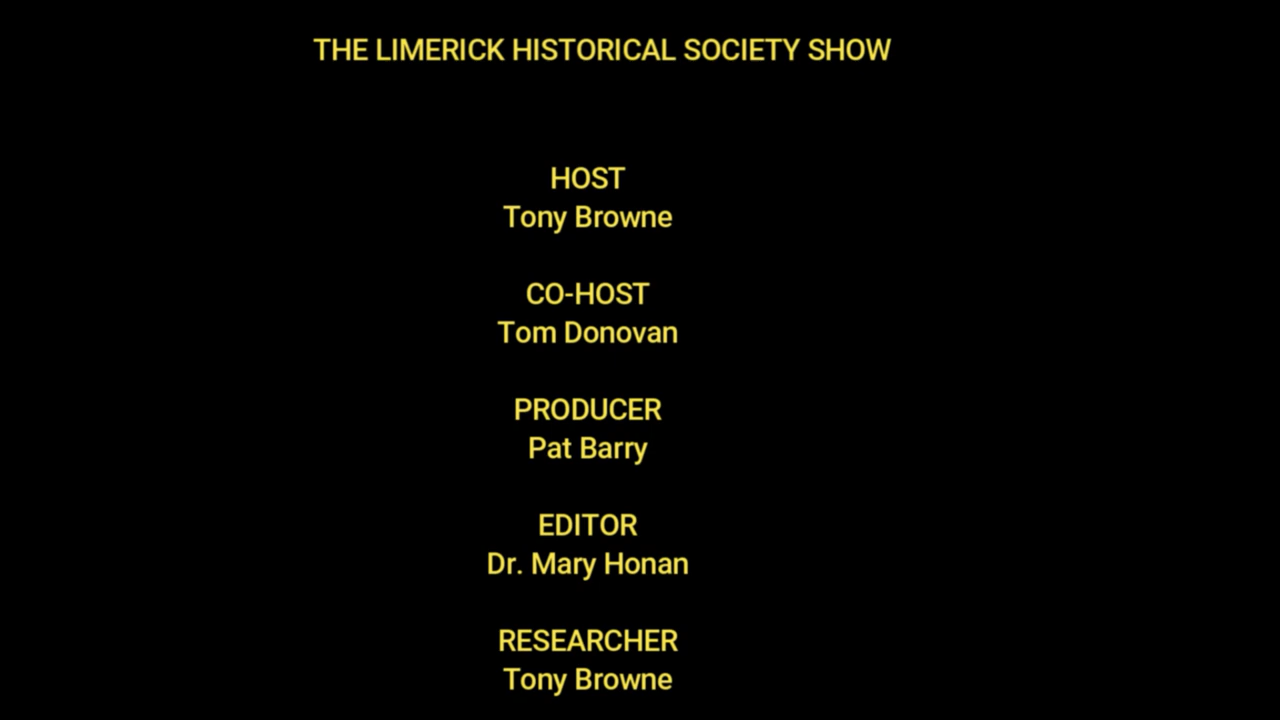 THE LIMERICK HISTORICAL SOCIETY SHOW
HOST
Tony Browne
CO-HOST
Tom Donovan
PRODUCER
Pat Barry
EDITOR
Dr. Mary Honan
RESEARCHER
Tony Browne